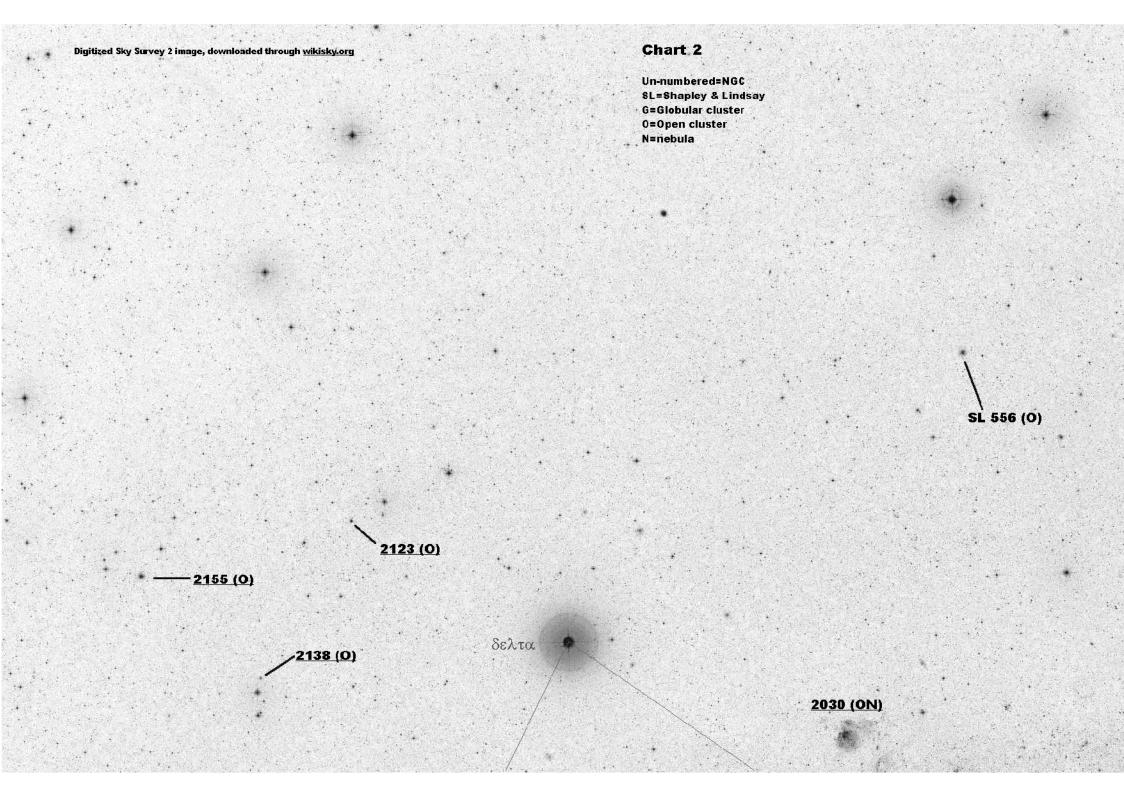 Digitized Sky Survey 2 image, downloaded through wikisky.org
Chart 2
Un-numbered=NGC
SL=Shapley & Lindsay
G=Globular cluster
O=Open cluster
N=nebula
SL 556 (O)
2123 (O)
2155 (O)
δελτα
2138 (O)
2030 (ON)